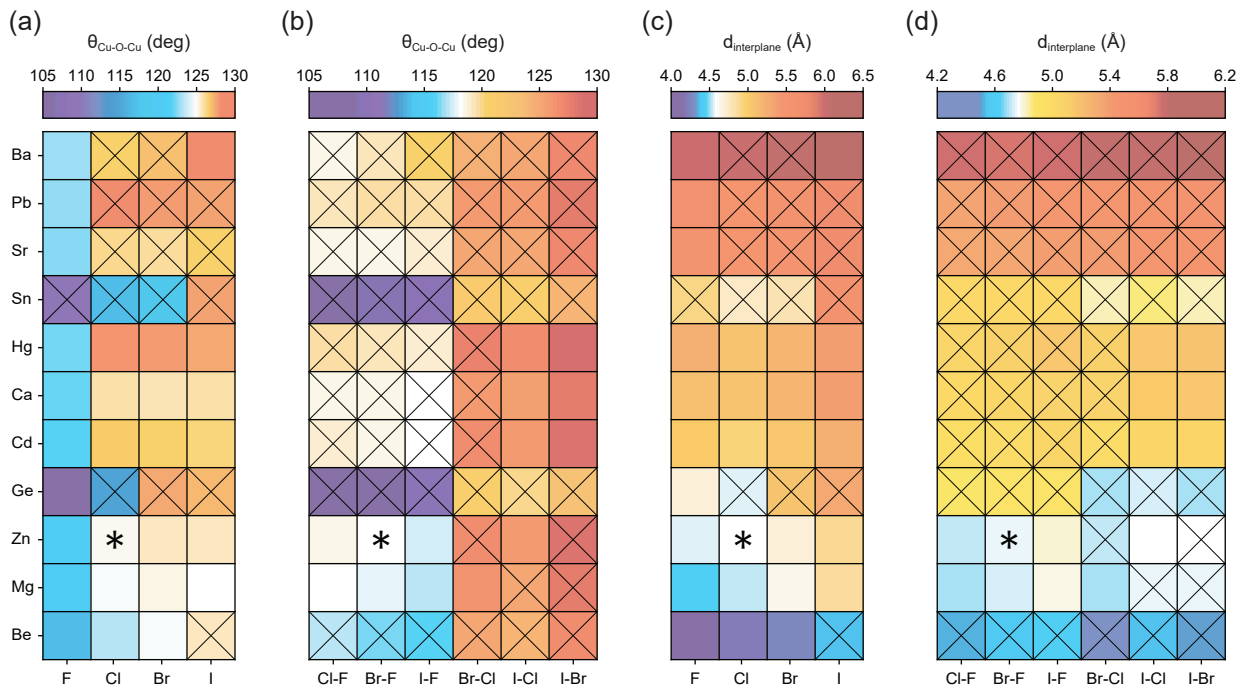 (a) (b) (c) (d)
θCu-O-Cu (deg) θCu-O-Cu (deg) dinterplane (Å) dinterplane (Å)
105 110 115 120 125 130 105 110 115 120 125 130 4.0 4.5 5.0 5.5 6.0 6.5 4.2 4.6 5.0 5.4 5.8 6.2
Ba
Pb
Sr
Sn
Hg
Ca
Cd
Ge
Zn * * * *
Mg
Be
F Cl Br I Cl-F Br-F I-F Br-Cl I-Cl I-Br F Cl Br I Cl-F Br-F I-F Br-Cl I-Cl I-Br